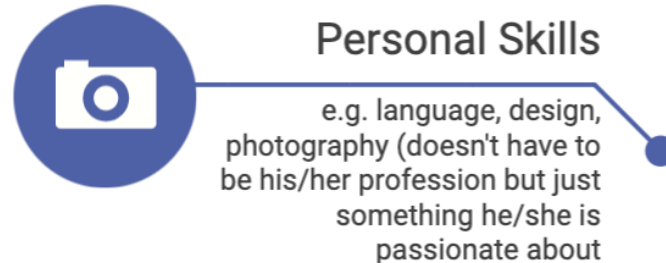 Personal Skills
e.g. language, design,
photography (doesn't have to
be his/her profession but just
something he/she is
passionate about